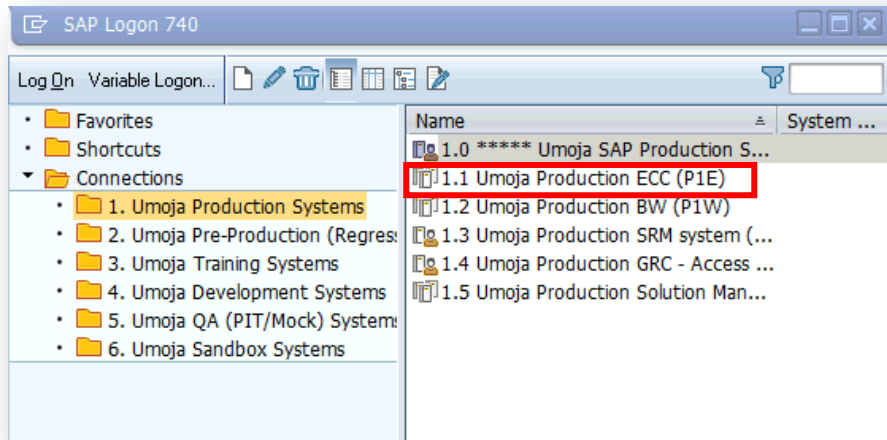 SAP Logon 740
Log On Variable Logon...
Favorites
Shortcuts
Connections
1. Umoja Production Systems
2. Umoja Pre-Production (Regress
3. Umoja Training Systems
4. Umoja Development Systems
5. Umoja QA (PIT/Mock) Systems
6. Umoja Sandbox Systems
Name System ...
1.0 ***** Umoja SAP Production S...
1.1 Umoja Production ECC (P1E)
1.2 Umoja Production BW (P1W)
1.3 Umoja Production SRM system (...
1.4 Umoja Production GRC - Access ...
1.5 Umoja Production Solution Man...